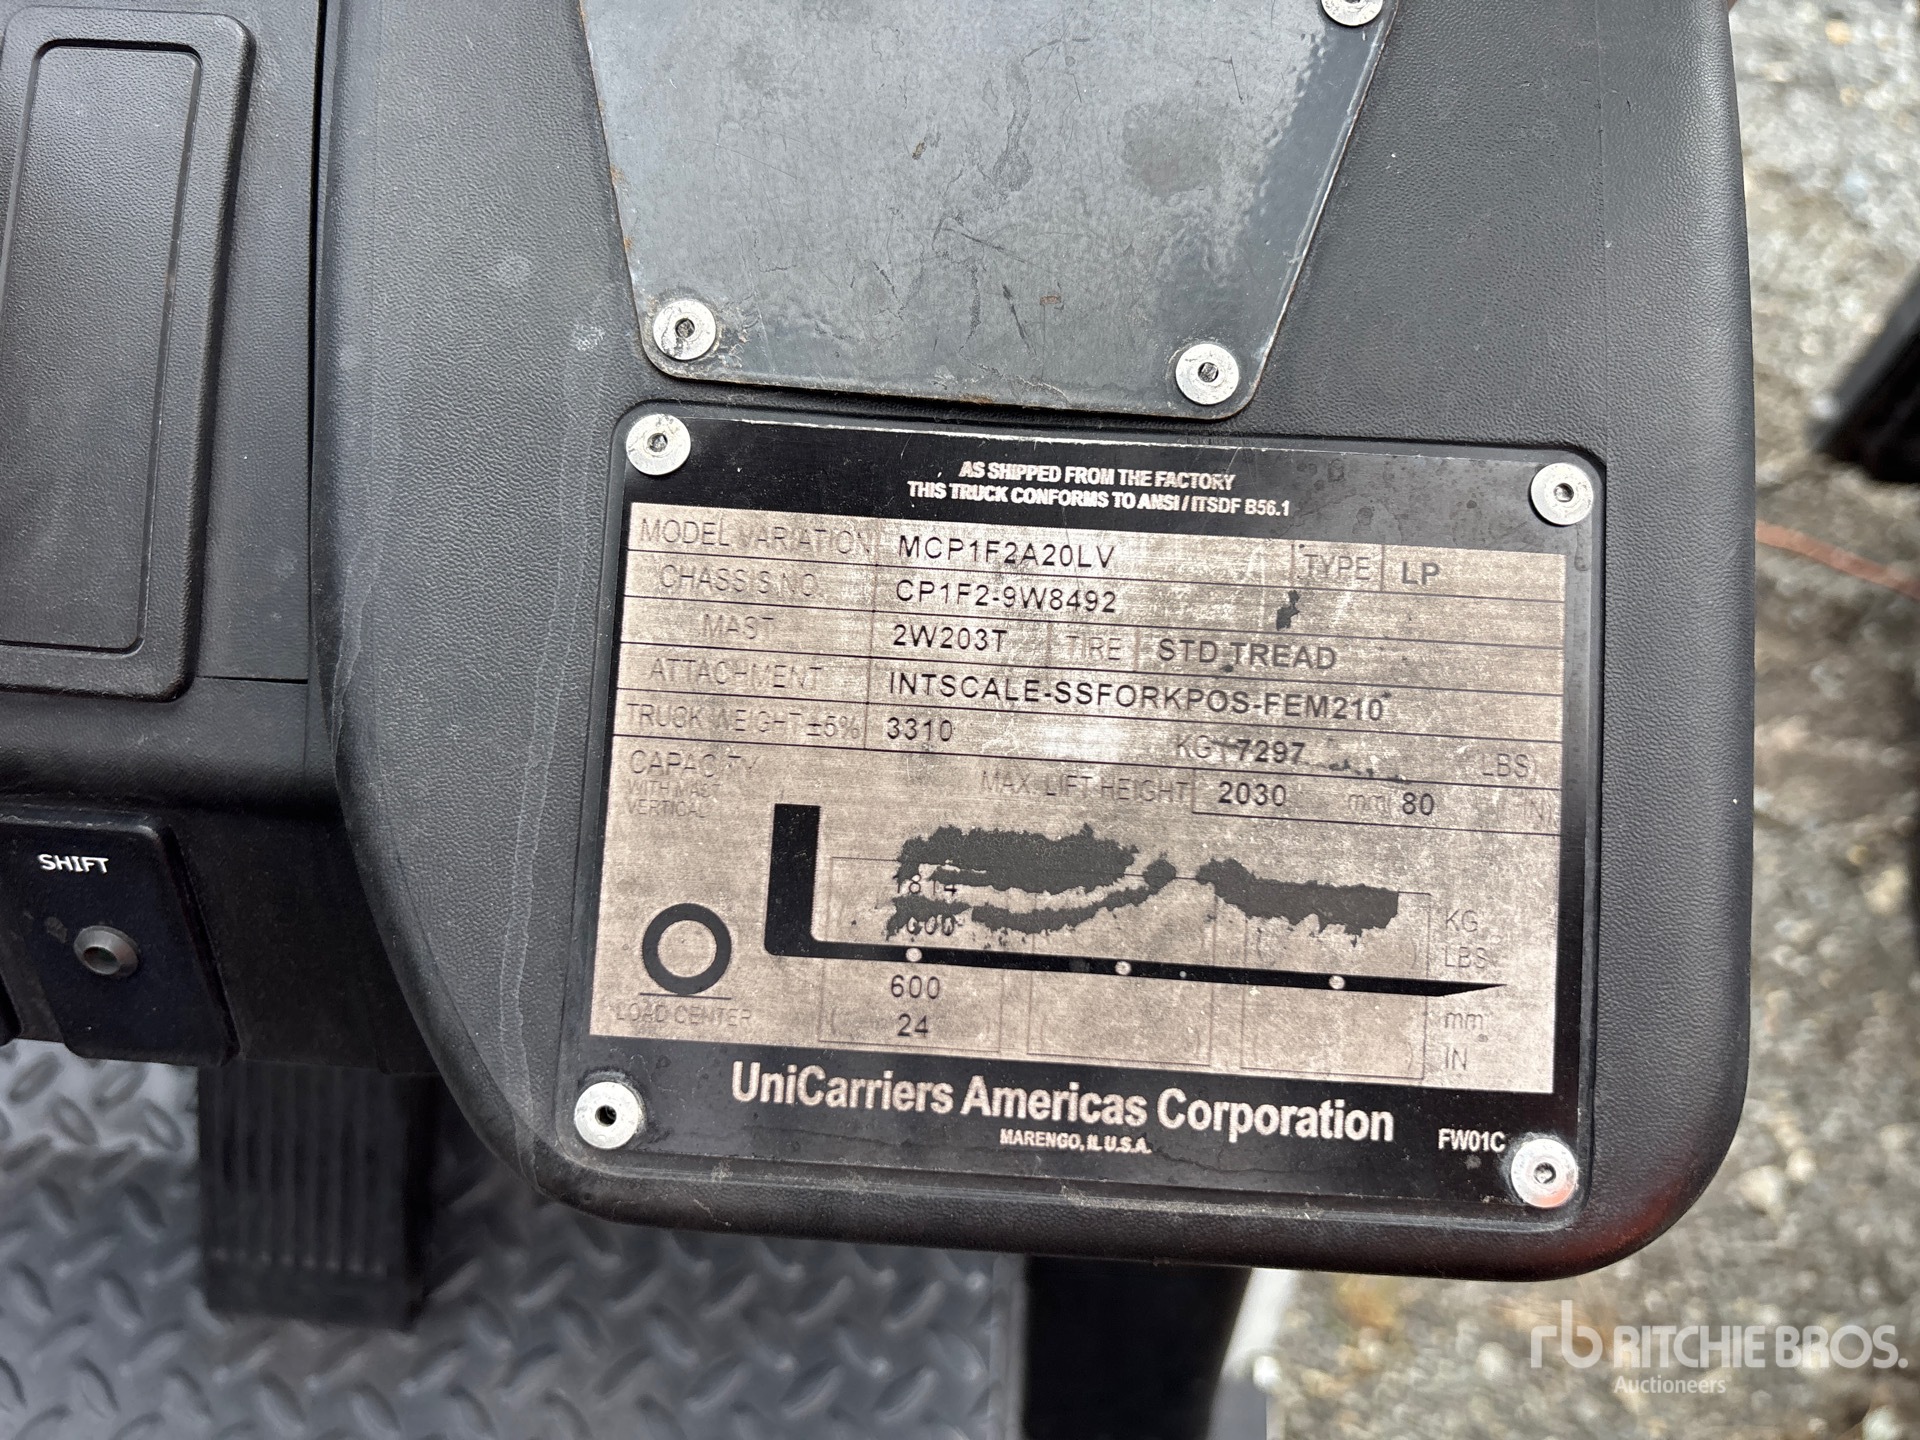 AS SHIPPED FROM THE FACTORY
THIS TRUCK CONFORMS TO ANSI / ITSDF B56.1
MODEL VARIATION MCP1F2A20LV TYPE LP
CHASSIS NO. CP1F2-9W8492
MAST 2W203T TIRE STD TREAD
ATTACHMENT INTSCALE-SSFORKPOS-FEM210
TRUCK WEIGHT ±5% 3310 KG( 7297 LBS)
CAPACITY MAX. LIFT HEIGHT 2030 mm( 80 IN)
WITH MAST
VERTICAL
1814 KG
LBS
600 mm
LOAD CENTER ( 24 ) IN
UniCarriers Americas Corporation
MARENGO, IL U.S.A.
FW01C
SHIFT
rb RITCHIE BROS.
Auctioneers